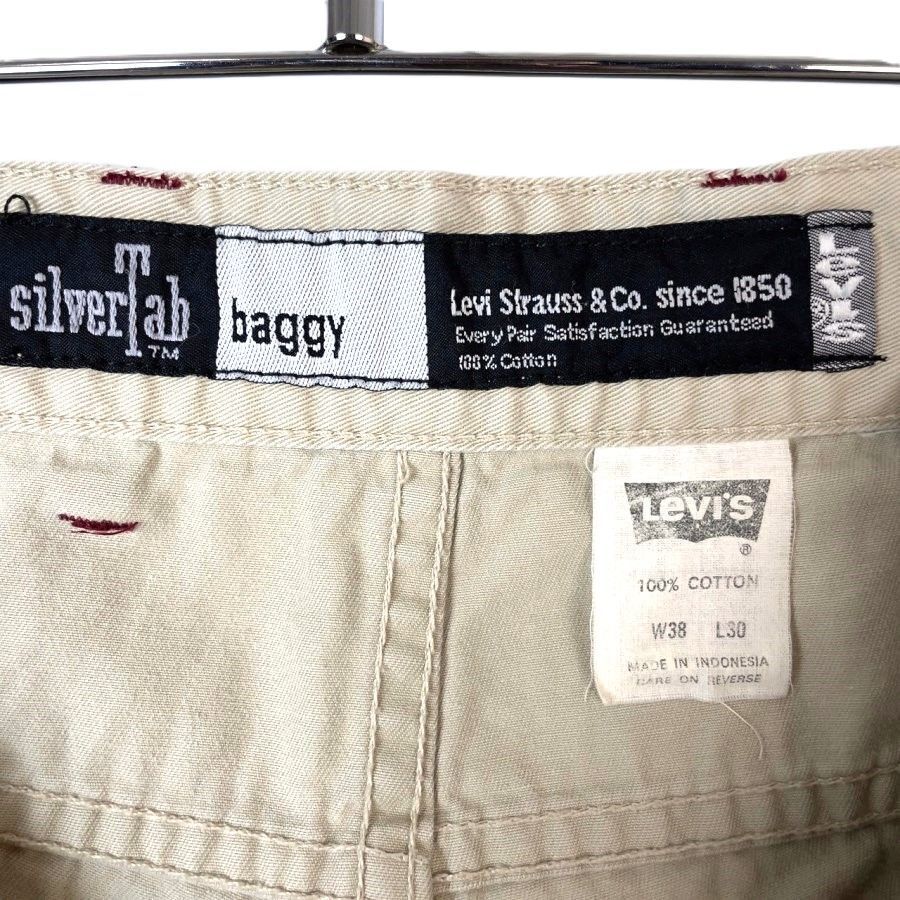 silverTab
TM
baggy
Levi Strauss & Co. since 1850
Every Pair Satisfaction Guaranteed
100% Cotton
LEVI'S
®
Levi's
®
100% COTTON
W38 L30
MADE IN INDONESIA
CARE ON REVERSE